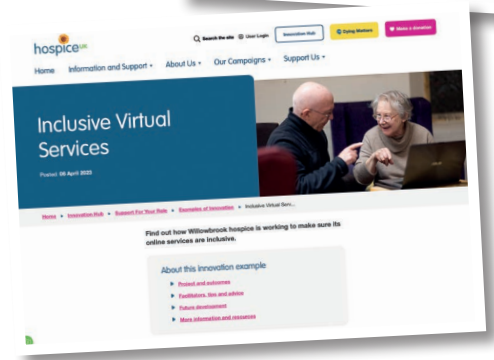 hospiceUK
Search the site User Login Innovation Hub Dying Matters Make a donation
Home Information and Support About Us Our Campaigns Support Us
Inclusive Virtual
Services
Posted: 06 April 2022
Home Innovation Hub Support For Your Role Examples of Innovation Inclusive Virtual Serv...
Find out how Willowbrook hospice is working to make sure its
online services are inclusive.
About this innovation example
Project and outcomes
Facilitators, tips and advice
Future development
More information and resources